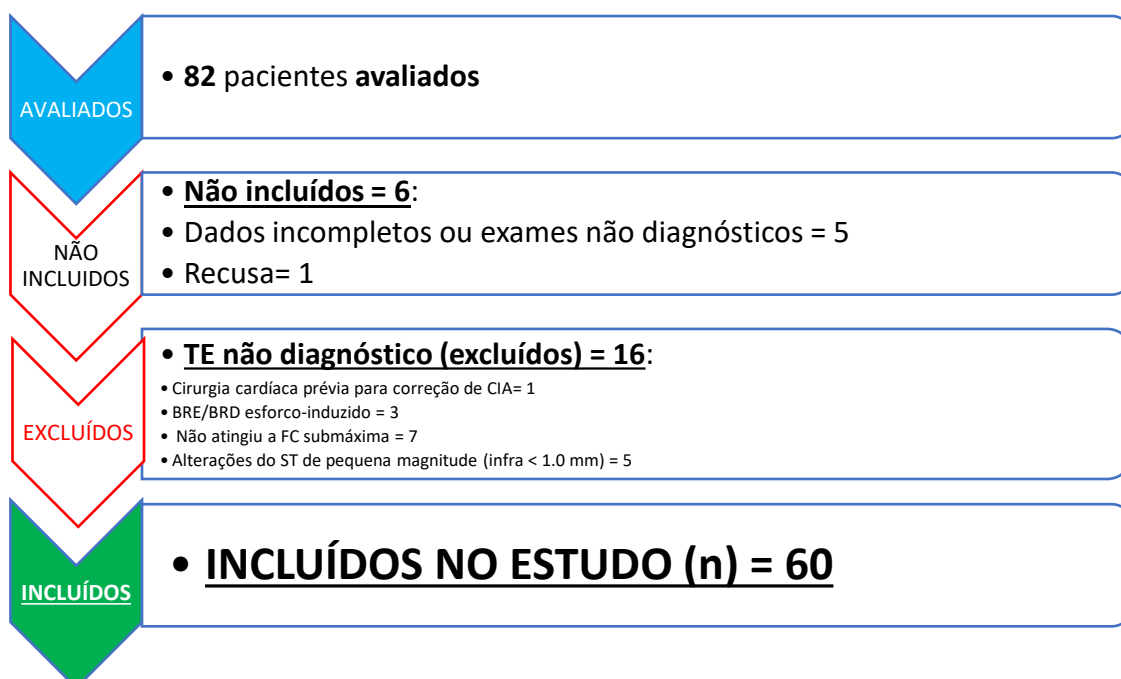 AVALIADOS
• 82 pacientes avaliados
NÃO
INCLUIDOS
• Não incluídos = 6:
• Dados incompletos ou exames não diagnósticos = 5
• Recusa= 1
EXCLUÍDOS
• TE não diagnóstico (excluídos) = 16:
• Cirurgia cardíaca prévia para correção de CIA= 1
• BRE/BRD esforco-induzido = 3
• Não atingiu a FC submáxima = 7
• Alterações do ST de pequena magnitude (infra < 1.0 mm) = 5
INCLUÍDOS
• INCLUÍDOS NO ESTUDO (n) = 60